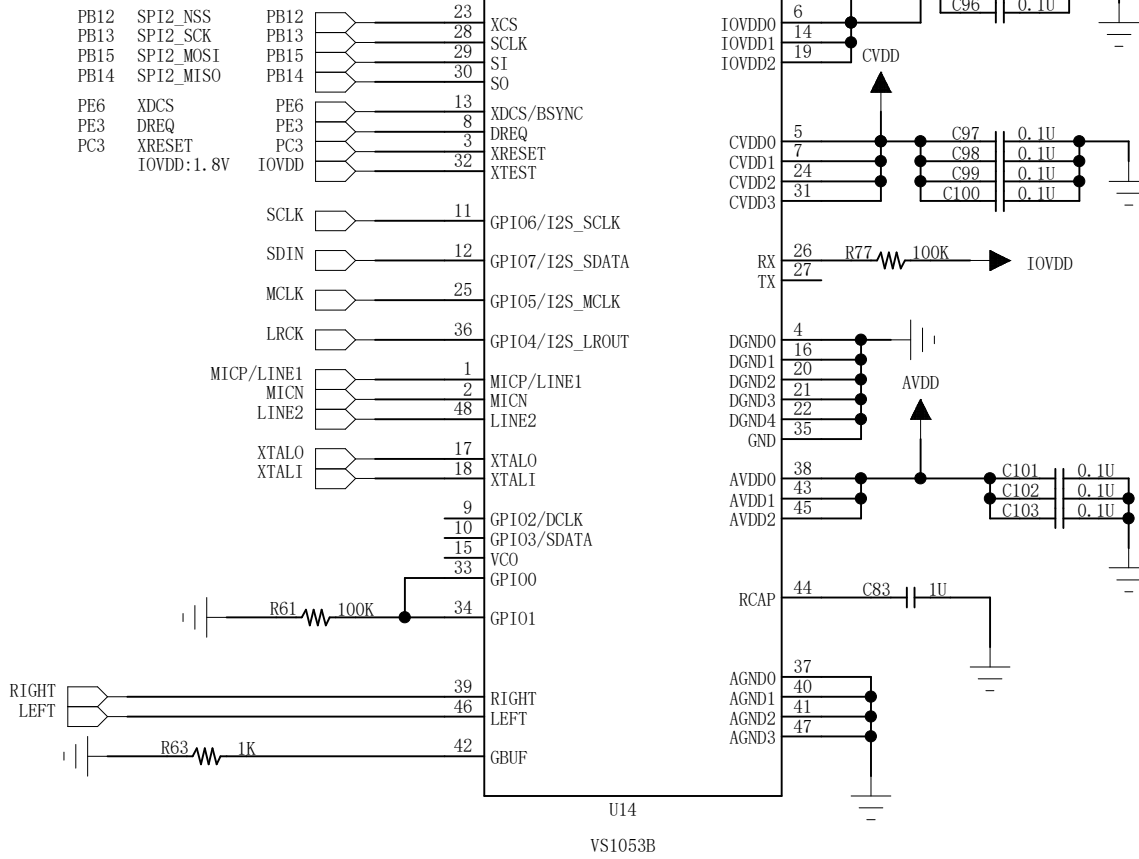 PB12 SPI2_NSS PB12 23 XCS
PB13 SPI2_SCK PB13 28 SCLK
PB15 SPI2_MOSI PB15 29 SI
PB14 SPI2_MISO PB14 30 SO
PE6 XDCS PE6 13 XDCS/BSYNC
PE3 DREQ PE3 8 DREQ
PC3 XRESET PC3 3 XRESET
IOVDD:1.8V IOVDD 32 XTEST
SCLK 11 GPIO6/I2S_SCLK
SDIN 12 GPIO7/I2S_SDATA
MCLK 25 GPIO5/I2S_MCLK
LRCK 36 GPIO4/I2S_LROUT
MICP/LINE1 1 MICP/LINE1
MICN 2 MICN
LINE2 48 LINE2
XTALO 17 XTALO
XTALI 18 XTALI
9 GPIO2/DCLK
10 GPIO3/SDATA
15 VCO
33 GPIO0
R61 100K 34 GPIO1
RIGHT 39 RIGHT
LEFT 46 LEFT
R63 1K 42 GBUF
C96 0.1U
IOVDD0 6
IOVDD1 14
IOVDD2 19
CVDD
CVDD0 5 C97 0.1U
CVDD1 7 C98 0.1U
CVDD2 24 C99 0.1U
CVDD3 31 C100 0.1U
RX 26 R77 100K IOVDD
TX 27
DGND0 4
DGND1 16
DGND2 20
DGND3 21
DGND4 22
GND 35
AVDD
AVDD0 38 C101 0.1U
AVDD1 43 C102 0.1U
AVDD2 45 C103 0.1U
RCAP 44 C83 1U
AGND0 37
AGND1 40
AGND2 41
AGND3 47
U14
VS1053B